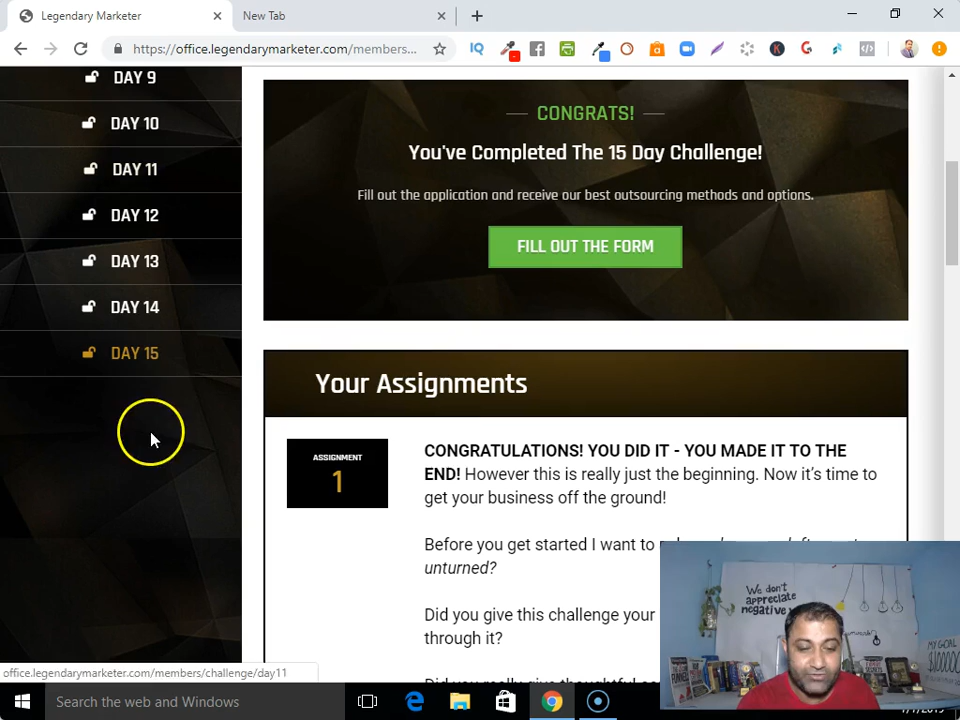 Legendary Marketer
New Tab
https://office.legendarymarketer.com/members...
DAY 9
DAY 10
DAY 11
DAY 12
DAY 13
DAY 14
DAY 15
CONGRATS!
You've Completed The 15 Day Challenge!
Fill out the application and receive our best outsourcing methods and options.
FILL OUT THE FORM
Your Assignments
ASSIGNMENT
1
CONGRATULATIONS! YOU DID IT - YOU MADE IT TO THE
END! However this is really just the beginning. Now it's time to
get your business off the ground!
Before you get started I want to
unturned?
Did you give this challenge your
through it?
We don't
appreciate
MY GOAL
office.legendarymarketer.com/members/challenge/day11
Search the web and Windows